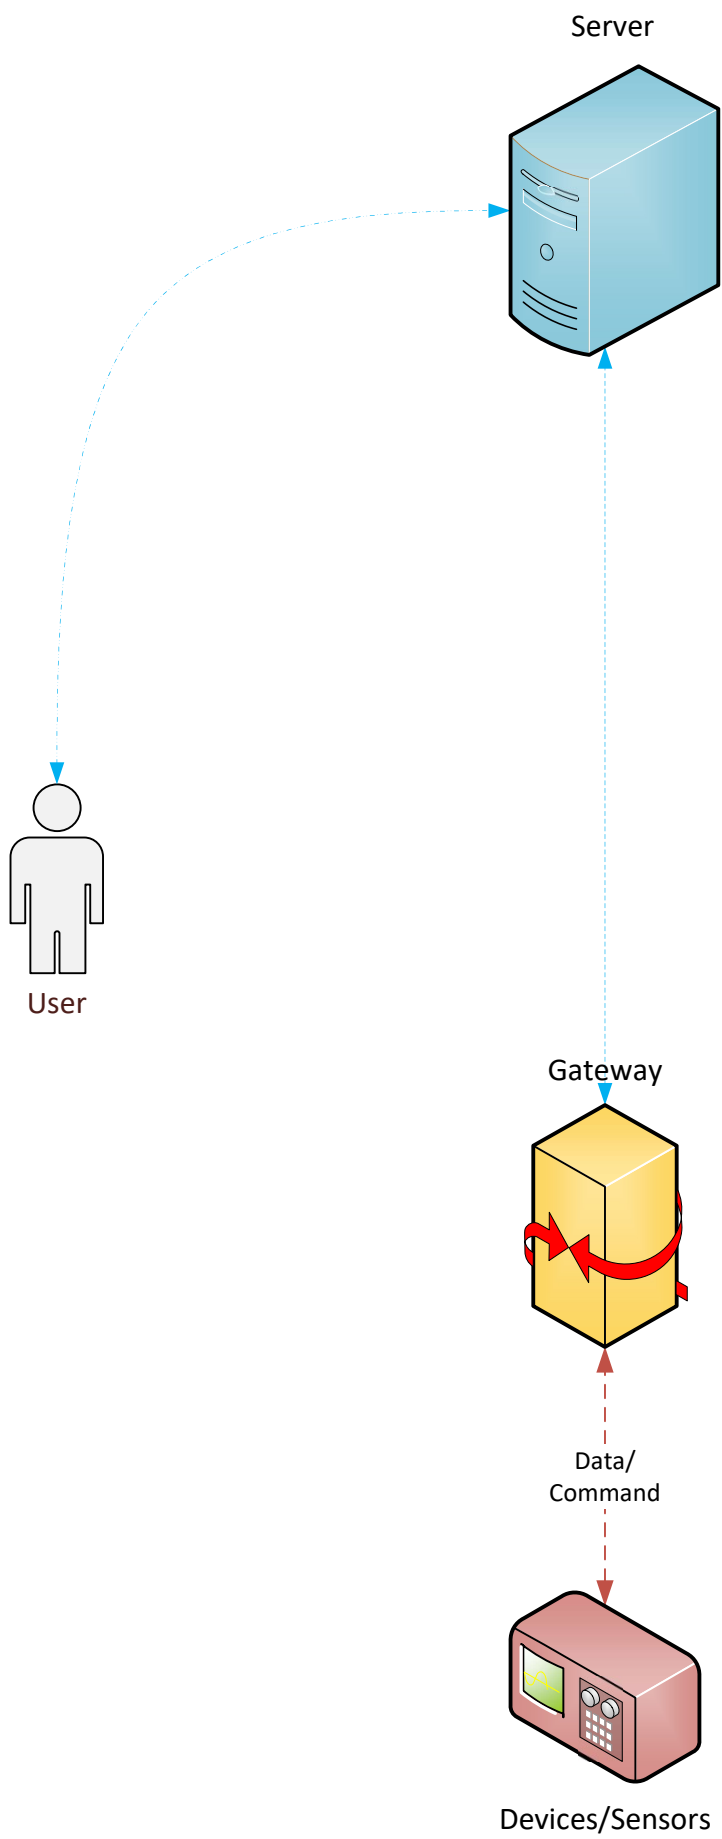 Server
User
Gateway
Data/
Command
Devices/Sensors